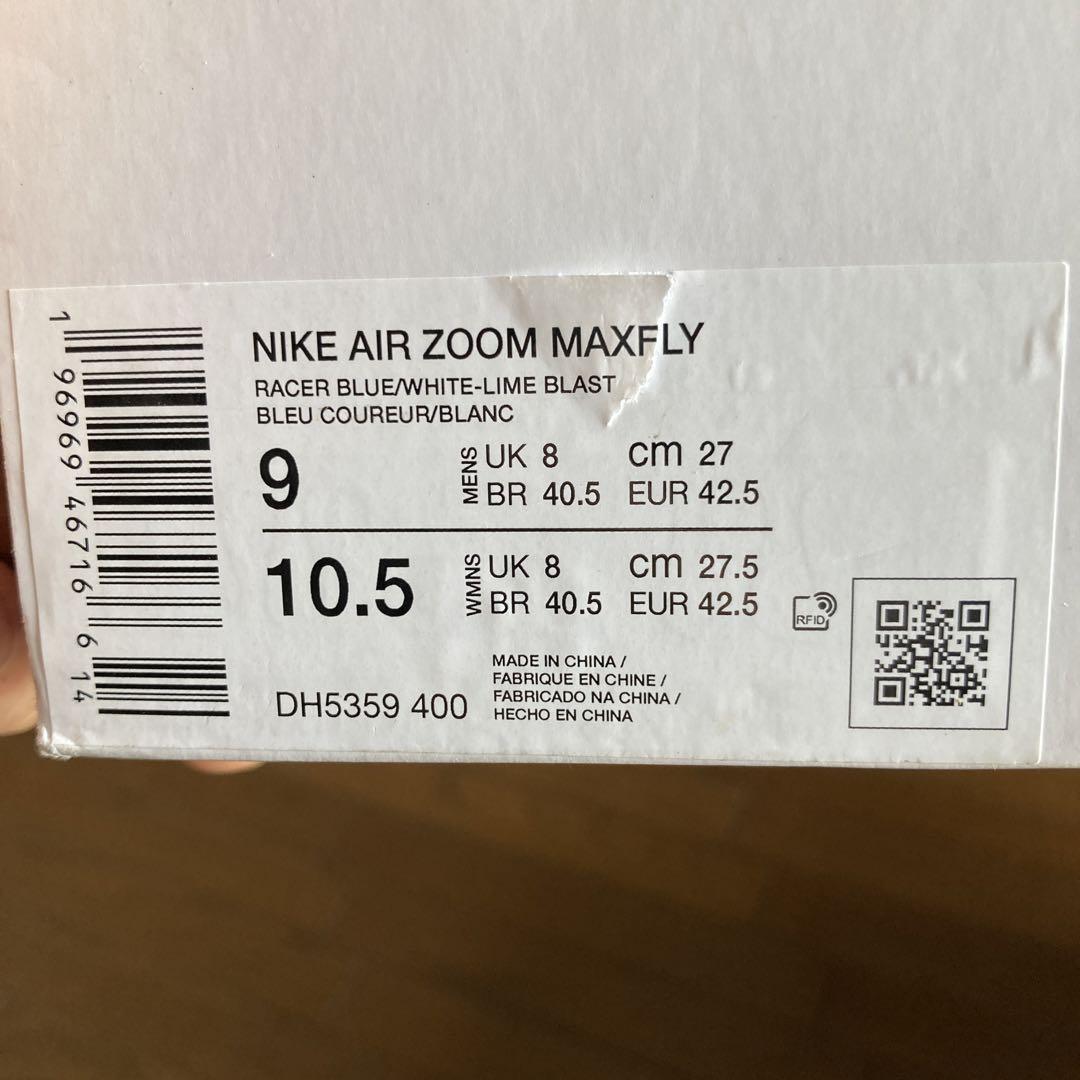 NIKE AIR ZOOM MAXFLY
RACER BLUE/WHITE-LIME BLAST
BLEU COUREUR/BLANC
9
MENS
UK 8 cm 27
BR 40.5 EUR 42.5
10.5
WMNS
UK 8 cm 27.5
BR 40.5 EUR 42.5
RFID
MADE IN CHINA /
FABRIQUE EN CHINE /
FABRICADO NA CHINA /
HECHO EN CHINA
DH5359 400
1 96969 46716 6 14